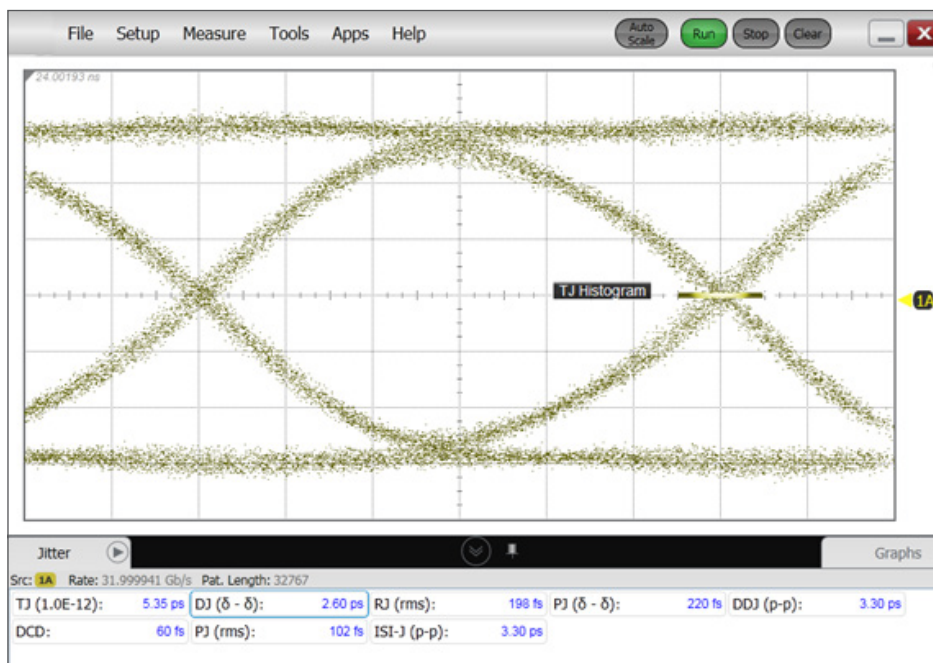 File Setup Measure Tools Apps Help Auto Scale Run Stop Clear
24.00193 ns
TJ Histogram
1A
Jitter Graphs
Src: 1A Rate: 31.999941 Gb/s Pat. Length: 32767
TJ (1.0E-12): 5.35 ps DJ (δ - δ): 2.60 ps RJ (rms): 198 fs PJ (δ - δ): 220 fs DDJ (p-p): 3.30 ps
DCD: 60 fs PJ (rms): 102 fs ISI-J (p-p): 3.30 ps